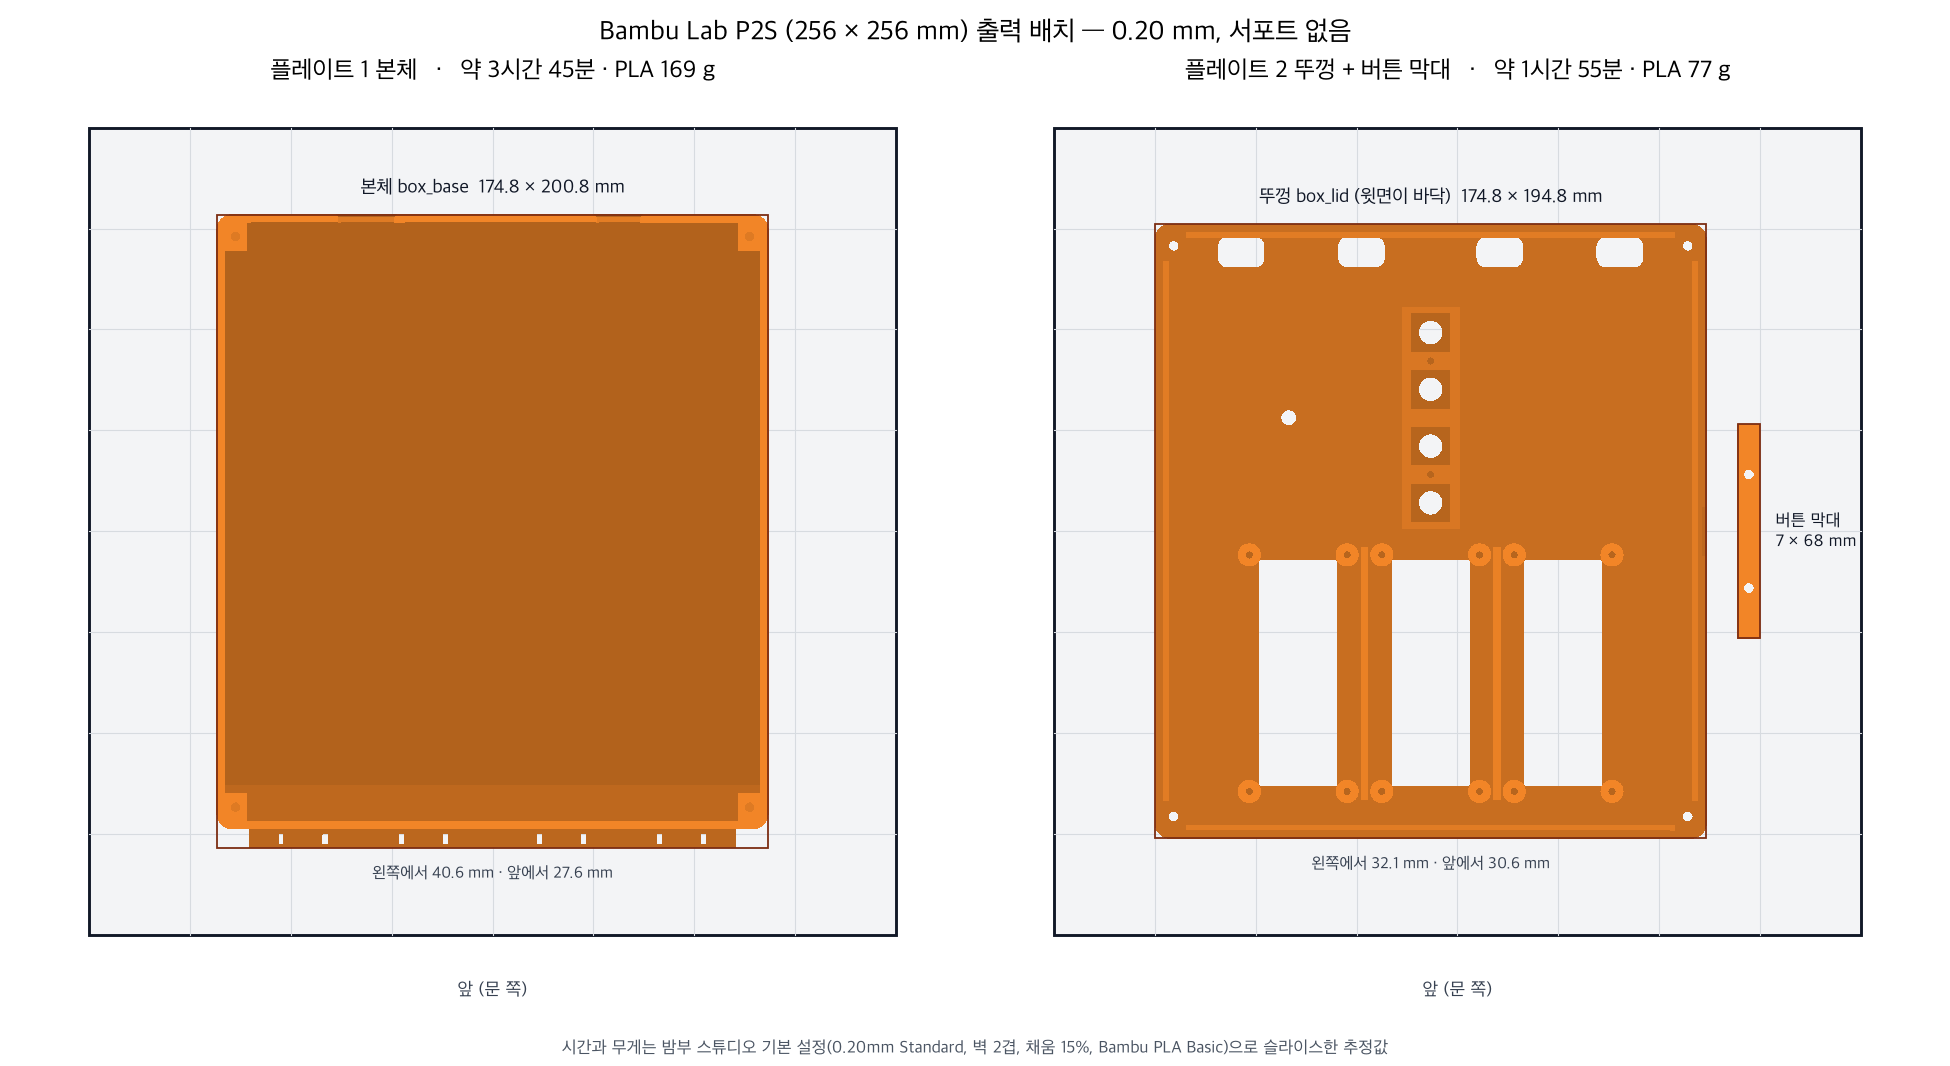 Bambu Lab P2S (256 × 256 mm) 출력 배치 — 0.20 mm, 서포트 없음
플레이트 1 본체 · 약 3시간 45분 · PLA 169 g
플레이트 2 뚜껑 + 버튼 막대 · 약 1시간 55분 · PLA 77 g
본체 box_base 174.8 × 200.8 mm
뚜껑 box_lid (윗면이 바닥) 174.8 × 194.8 mm
버튼 막대
7 × 68 mm
왼쪽에서 40.6 mm · 앞에서 27.6 mm
왼쪽에서 32.1 mm · 앞에서 30.6 mm
앞 (문 쪽)
앞 (문 쪽)
시간과 무게는 밤부 스튜디오 기본 설정(0.20mm Standard, 벽 2겹, 채움 15%, Bambu PLA Basic)으로 슬라이스한 추정값